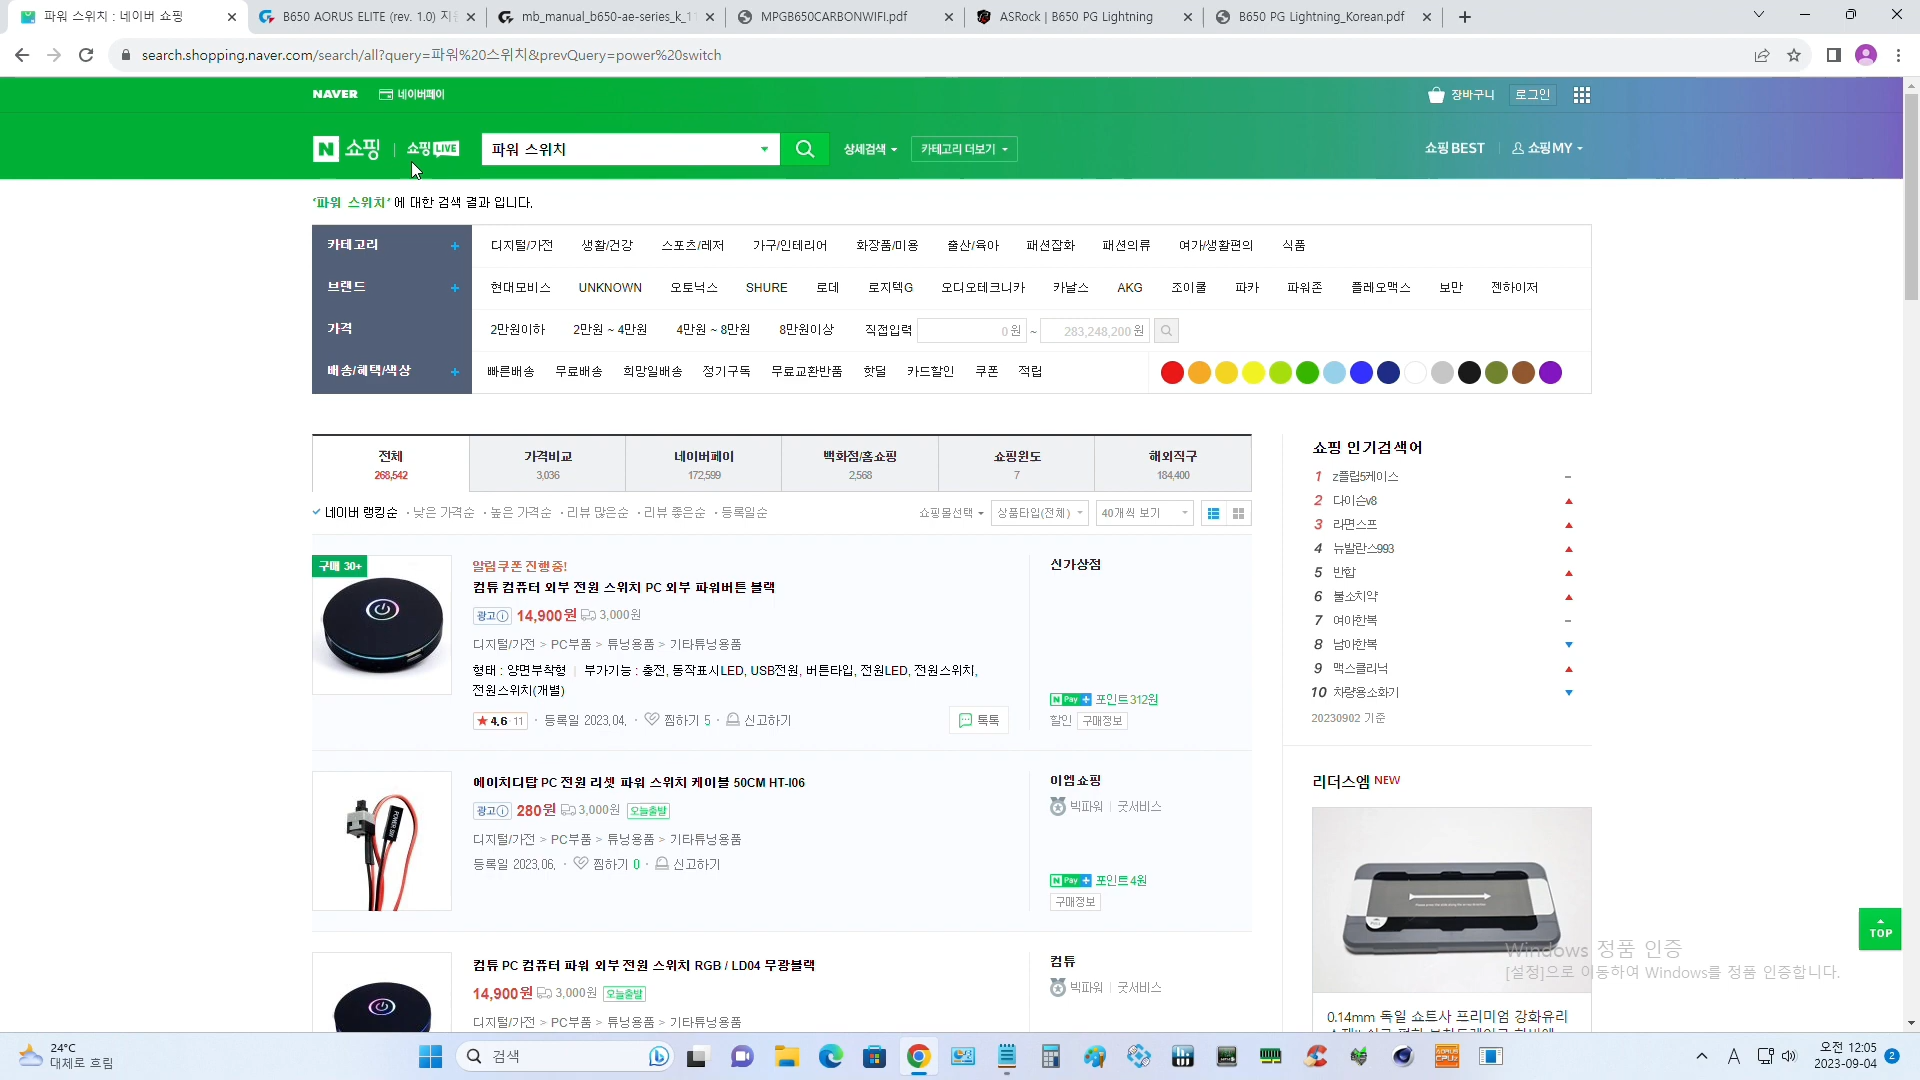 파워 스위치 : 네이버 쇼핑
B650 AORUS ELITE (rev. 1.0) 지
mb_manual_b650-ae-series_k_1
MPGB650CARBONWIFI.pdf
ASRock | B650 PG Lightning
B650 PG Lightning_Korean.pdf
search.shopping.naver.com/search/all?query=파워%20스위치&prevQuery=power%20switch
NAVER 네이버페이
장바구니 로그인
N 쇼핑 | 쇼핑LIVE
파워 스위치
상세검색 카테고리 더보기
쇼핑BEST 쇼핑MY
'파워 스위치' 에 대한 검색 결과 입니다.
카테고리 + 디지털/가전 생활/건강 스포츠/레저 가구/인테리어 화장품/미용 출산/육아 패션잡화 패션의류 여가/생활편의 식품
브랜드 + 현대모비스 UNKNOWN 오토닉스 SHURE 로데 로지텍G 오디오테크니카 카날스 AKG 조이쿨 파카 파워존 플레오맥스 보만 젠하이저
가격 2만원이하 2만원 ~ 4만원 4만원 ~ 8만원 8만원이상 직접입력 0 원 ~ 283,248,200 원
배송/혜택/색상 + 빠른배송 무료배송 희망일배송 정기구독 무료교환반품 핫딜 카드할인 쿠폰 적립
전체 268,542
가격비교 3,036
네이버페이 172,599
백화점/홈쇼핑 2,568
쇼핑윈도 7
해외직구 184,400
네이버 랭킹순 · 낮은 가격순 · 높은 가격순 · 리뷰 많은순 · 리뷰 좋은순 · 등록일순
쇼핑몰선택 상품타입(전체) 40개씩 보기
구매 30+
알림쿠폰 진행중!
컴튜 컴퓨터 외부 전원 스위치 PC 외부 파워버튼 블랙
광고 14,900원 3,000원
디지털/가전 > PC부품 > 튜닝용품 > 기타튜닝용품
형태 : 양면부착형 | 부가기능 : 충전, 동작표시LED, USB전원, 버튼타입, 전원LED, 전원스위치,
전원스위치(개별)
★ 4.6 · 11 · 등록일 2023.04. · 찜하기 5 · 신고하기
톡톡
신가상점
N Pay + 포인트 312원
할인 구매정보
에이치디탑 PC 전원 리셋 파워 스위치 케이블 50CM HT-I06
광고 280원 3,000원 오늘출발
디지털/가전 > PC부품 > 튜닝용품 > 기타튜닝용품
등록일 2023.06. · 찜하기 0 · 신고하기
POWER SW
이엠쇼핑
빅파워 | 굿서비스
N Pay + 포인트 4원
구매정보
컴튜 PC 컴퓨터 파워 외부 전원 스위치 RGB / LD04 무광블랙
14,900원 3,000원 오늘출발
디지털/가전 > PC부품 > 튜닝용품 > 기타튜닝용품
컴튜
빅파워 | 굿서비스
쇼핑 인기검색어
1 z플립5케이스 -
2 다이슨v8
3 라면스프
4 뉴발란스993
5 반합
6 불소치약
7 여아한복 -
8 남아한복
9 맥스클리닉
10 차량용소화기
20230902 기준
리더스엠 NEW
0.14mm 독일 쇼트사 프리미엄 강화유리
TOP
Windows 정품 인증
[설정]으로 이동하여 Windows를 정품 인증합니다.
24°C
대체로 흐림
검색
A
오전 12:05
2023-09-04
2